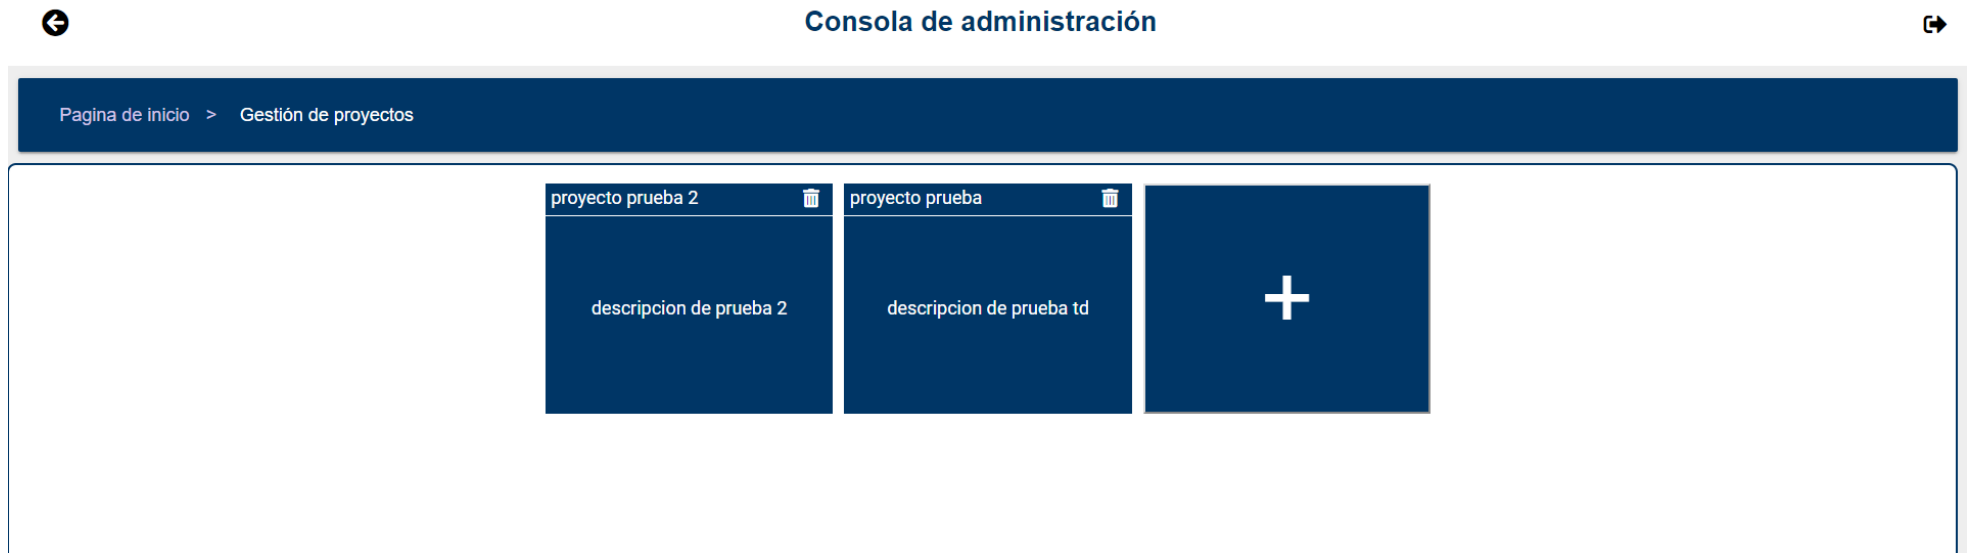 Consola de administración
Pagina de inicio > Gestión de proyectos
proyecto prueba 2
descripcion de prueba 2
proyecto prueba
descripcion de prueba td